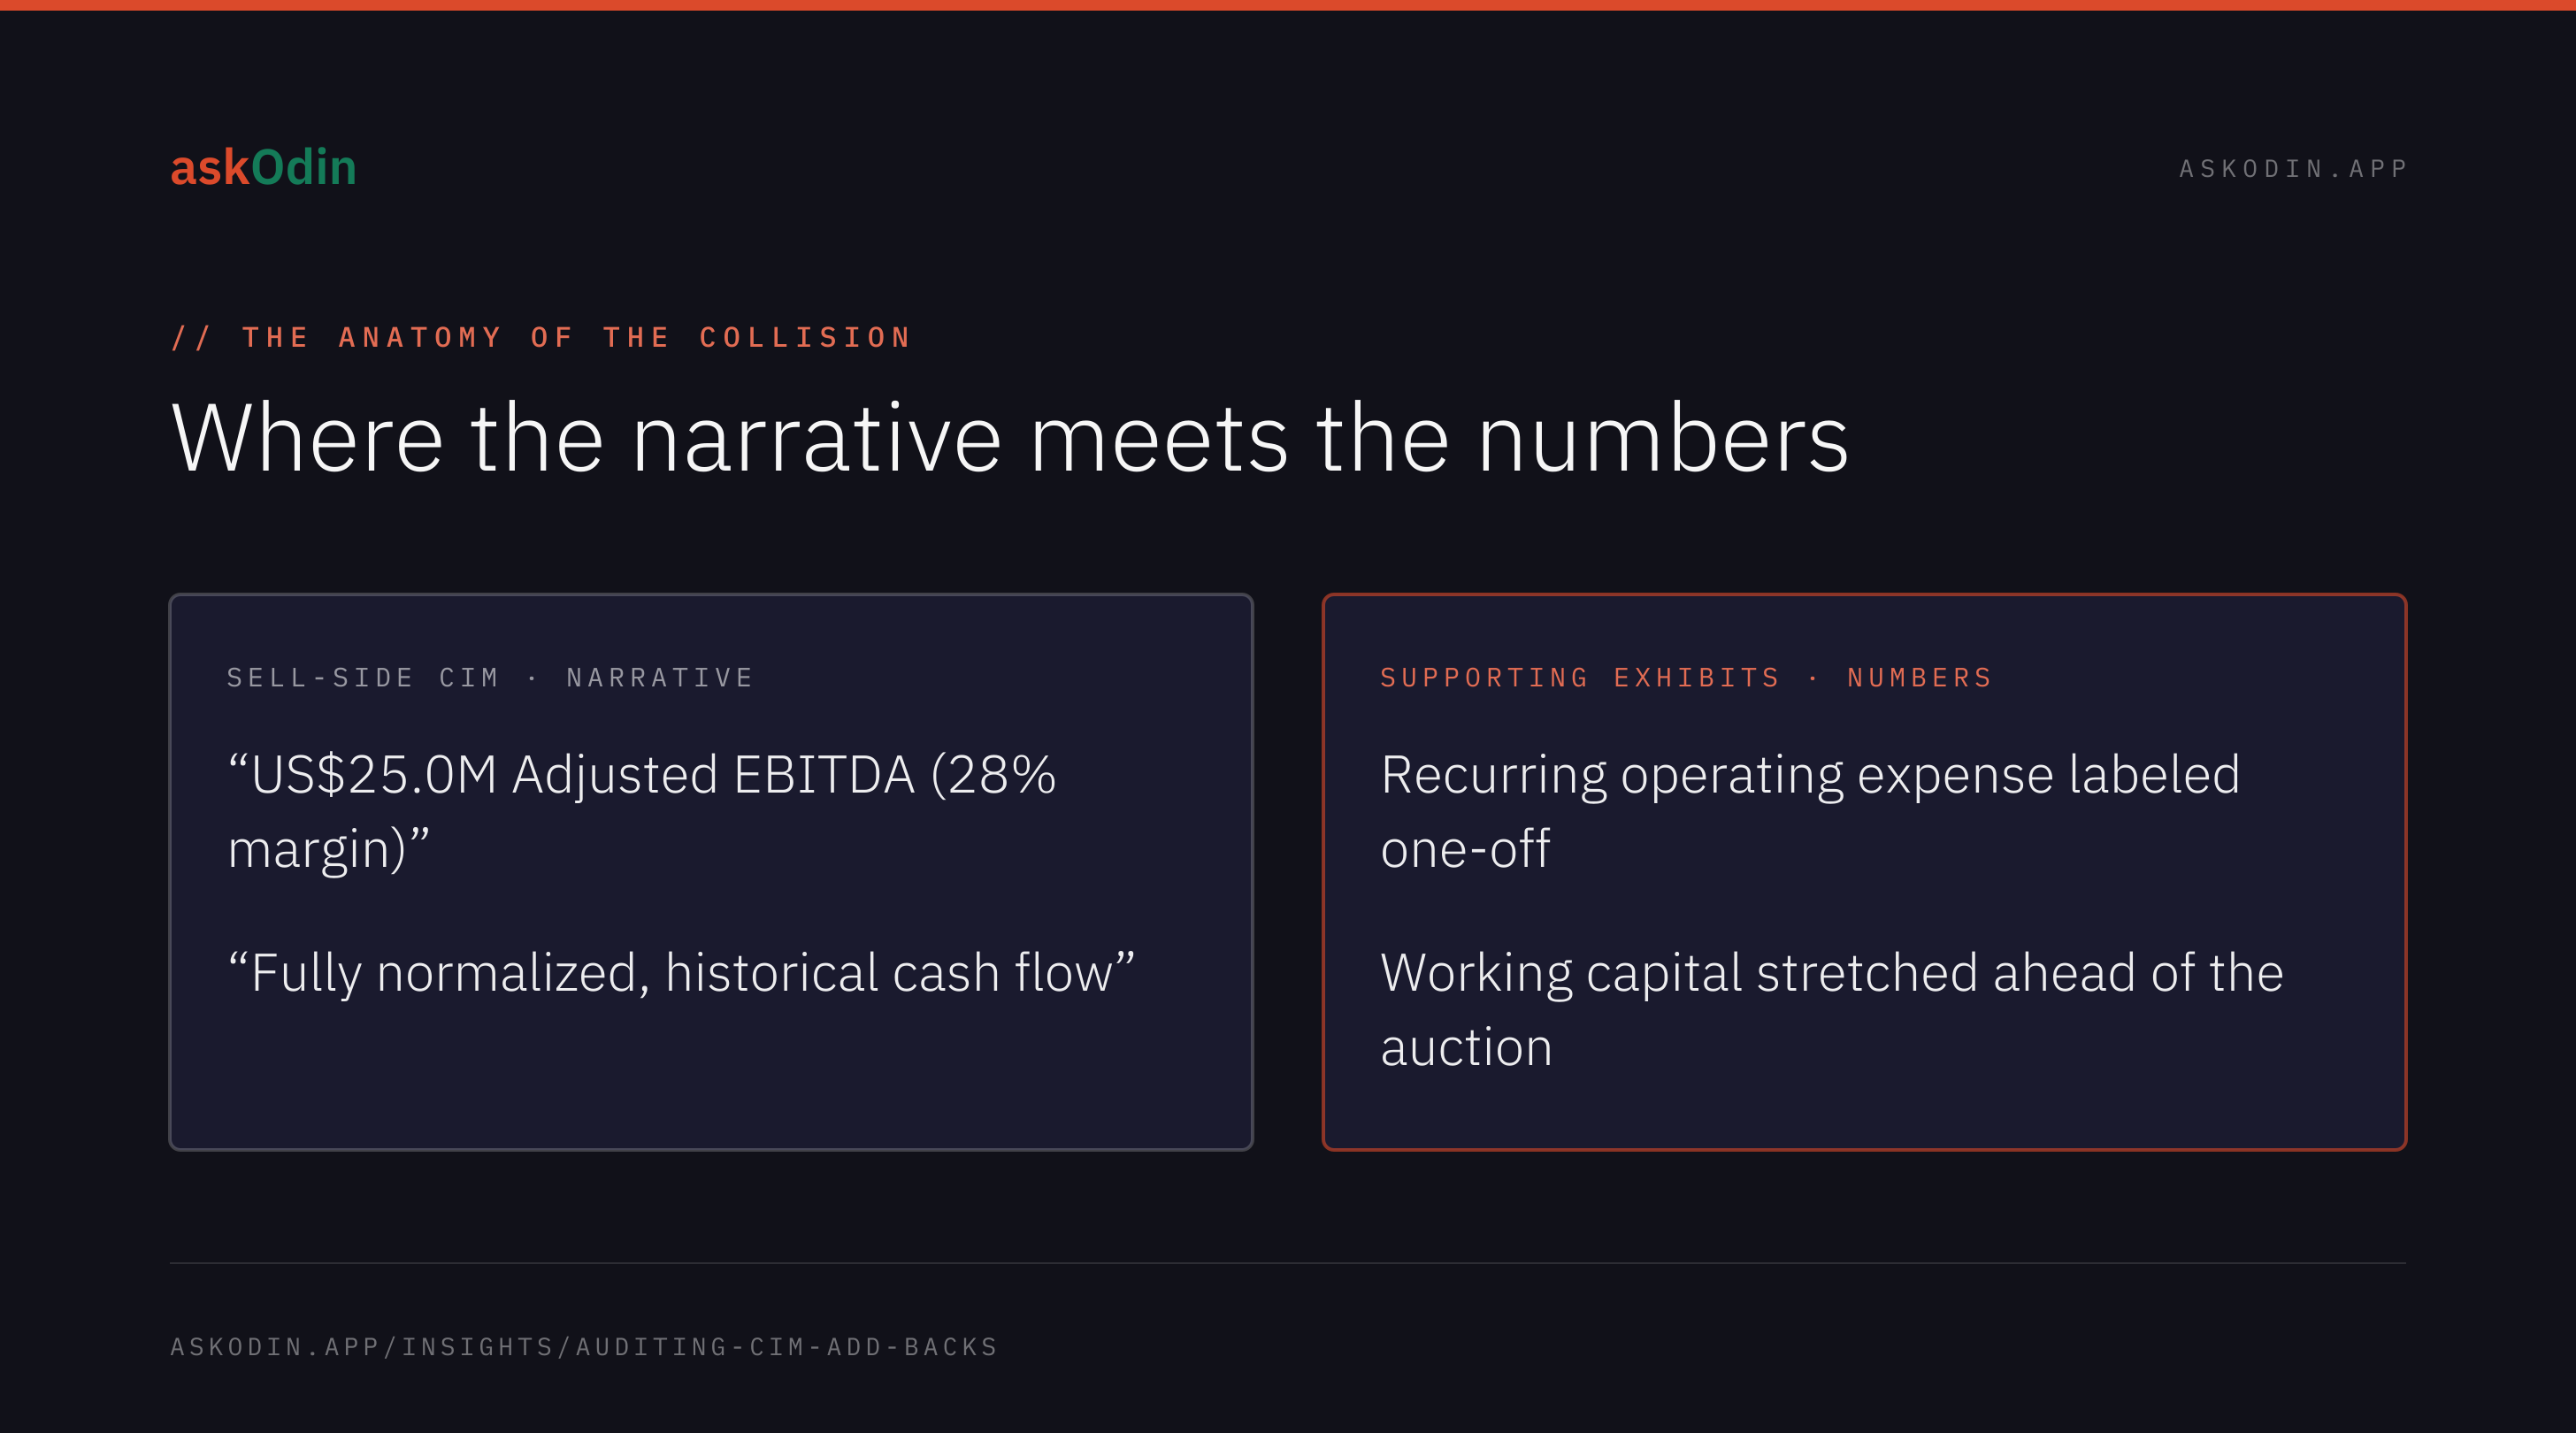 askOdin
ASKODIN.APP
// THE ANATOMY OF THE COLLISION
Where the narrative meets the numbers
SELL-SIDE CIM · NARRATIVE
“US$25.0M Adjusted EBITDA (28%
margin)”
“Fully normalized, historical cash flow”
SUPPORTING EXHIBITS · NUMBERS
Recurring operating expense labeled
one-off
Working capital stretched ahead of the
auction
ASKODIN.APP/INSIGHTS/AUDITING-CIM-ADD-BACKS